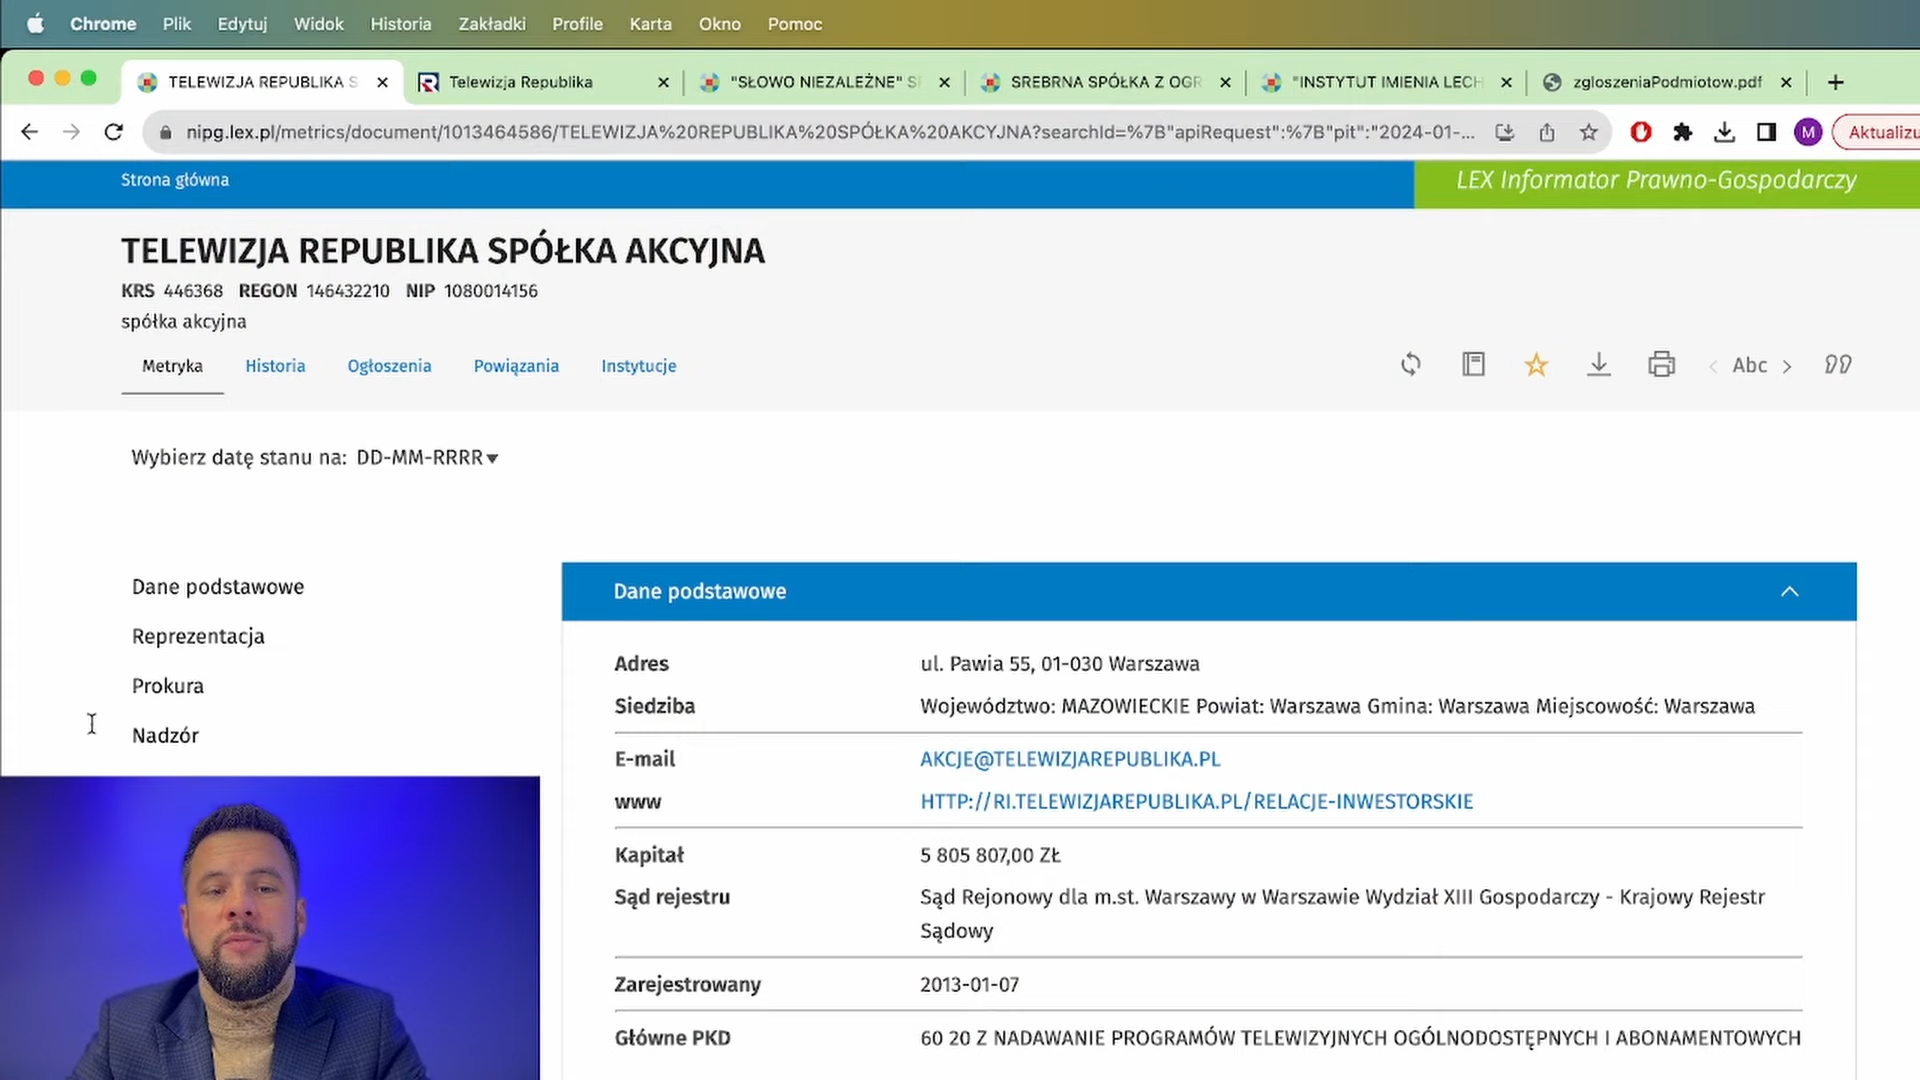 Chrome Plik Edytuj Widok Historia Zakładki Profile Karta Okno Pomoc
TELEWIZJA REPUBLIKA S Telewizja Republika "SŁOWO NIEZALEŻNE" SP SREBRNA SPÓŁKA Z OGR "INSTYTUT IMIENIA LECH zgloszeniaPodmiotow.pdf
nipg.lex.pl/metrics/document/1013464586/TELEWIZJA%20REPUBLIKA%20SPÓŁKA%20AKCYJNA?searchId=%7B"apiRequest":%7B"pit":"2024-01-... M Aktualizu
Strona główna
LEX Informator Prawno-Gospodarczy
TELEWIZJA REPUBLIKA SPÓŁKA AKCYJNA
KRS 446368 REGON 146432210 NIP 1080014156
spółka akcyjna
Metryka Historia Ogłoszenia Powiązania Instytucje
< Abc >
Wybierz datę stanu na: DD-MM-RRRR
Dane podstawowe
Reprezentacja
Prokura
Nadzór
Dane podstawowe
Adres ul. Pawia 55, 01-030 Warszawa
Siedziba Województwo: MAZOWIECKIE Powiat: Warszawa Gmina: Warszawa Miejscowość: Warszawa
E-mail AKCJE@TELEWIZJAREPUBLIKA.PL
www HTTP://RI.TELEWIZJAREPUBLIKA.PL/RELACJE-INWESTORSKIE
Kapitał 5 805 807,00 ZŁ
Sąd rejestru Sąd Rejonowy dla m.st. Warszawy w Warszawie Wydział XIII Gospodarczy - Krajowy Rejestr
Sądowy
Zarejestrowany 2013-01-07
Główne PKD 60 20 Z NADAWANIE PROGRAMÓW TELEWIZYJNYCH OGÓLNODOSTĘPNYCH I ABONAMENTOWYCH